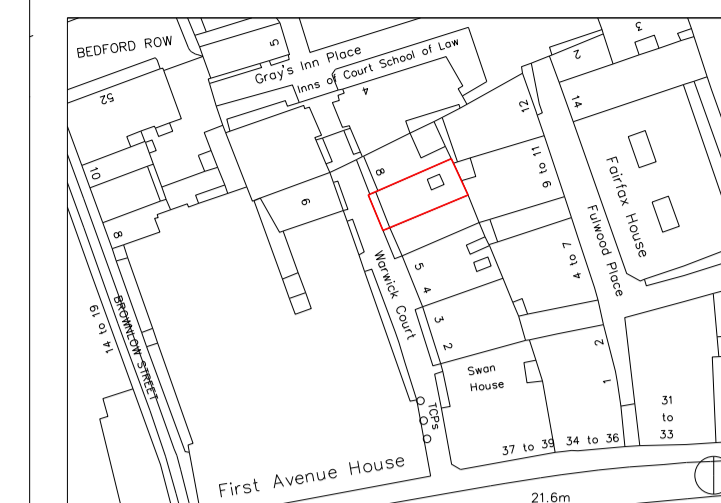 BEDFORD ROW
5
3
2
Gray's Inn Place
Inns of Court School of Law
4
52
14
12
10
8
9 to 11
Fairfax House
6
8
Fulwood Place
4 to 7
Warwick Court
5
4
3
2
14 to 19
BROWNLOW STREET
Swan
House
2
1
TCPs
31
to
33
37 to 39
34 to 36
First Avenue House
21.6m